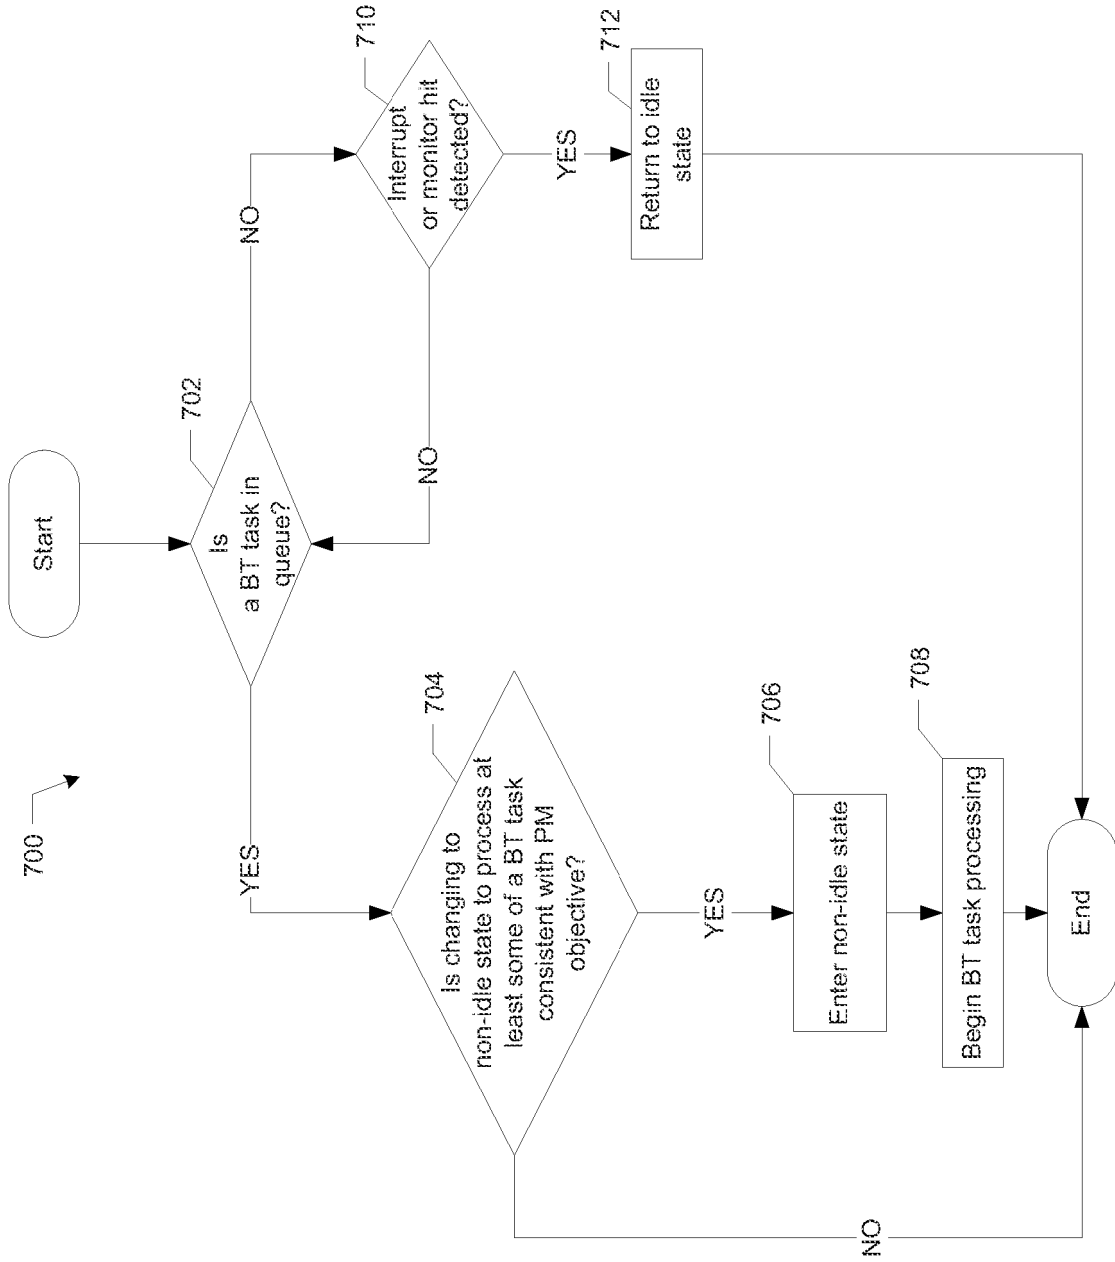 700
Start
702
Is
a BT task in
queue?
YES
NO
704
Is changing to
non-idle state to process at
least some of a BT task
consistent with PM
objective?
NO
710
Interrupt
or monitor hit
detected?
YES
YES
706
Enter non-idle state
712
Return to idle
state
708
Begin BT task processing
NO
End